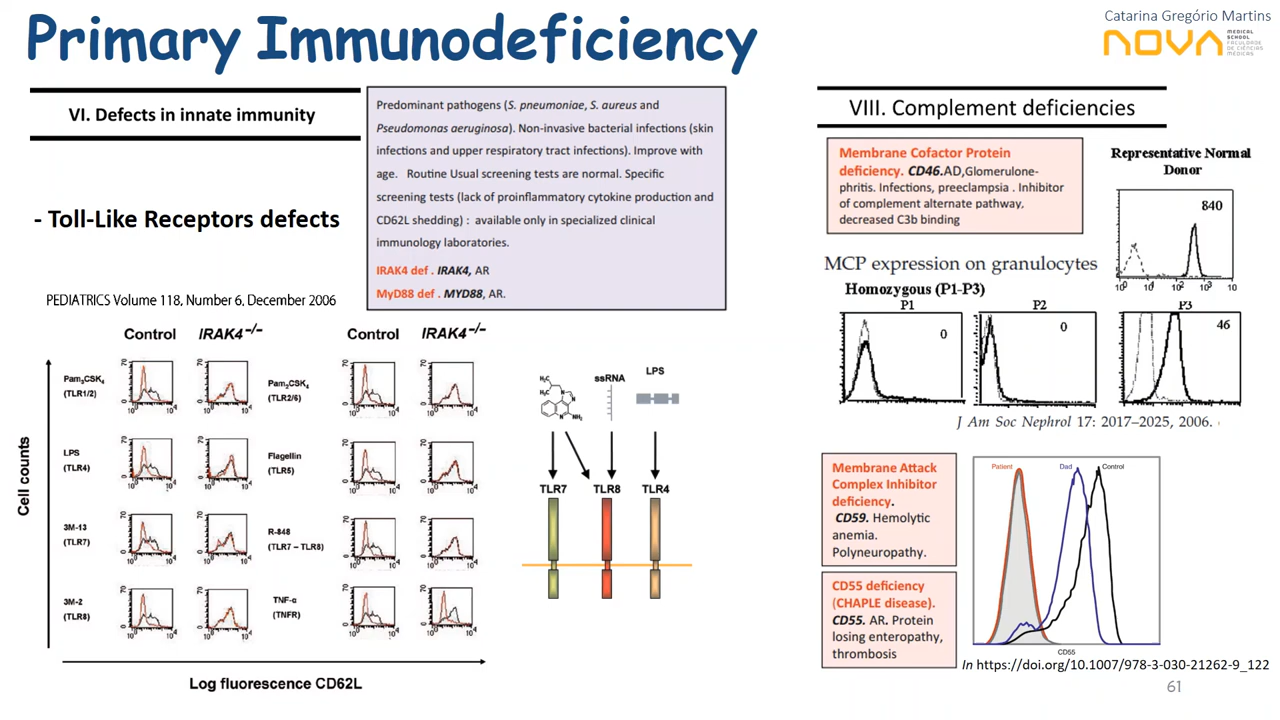 Primary Immunodeficiency
Catarina Gregório Martins
NOVA MEDICAL SCHOOL FACULDADE DE CIÊNCIAS MÉDICAS
VI. Defects in innate immunity
Predominant pathogens (S. pneumoniae, S. aureus and
Pseudomonas aeruginosa). Non-invasive bacterial infections (skin
infections and upper respiratory tract infections). Improve with
age. Routine Usual screening tests are normal. Specific
screening tests (lack of proinflammatory cytokine production and
CD62L shedding) : available only in specialized clinical
immunology laboratories.
IRAK4 def . IRAK4, AR
MyD88 def . MYD88, AR.
- Toll-Like Receptors defects
PEDIATRICS Volume 118, Number 6, December 2006
Control IRAK4-/- Control IRAK4-/-
Pam3CSK4
(TLR1/2)
Pam3CSK4
(TLR2/6)
LPS
(TLR4)
Flagellin
(TLR5)
3M-13
(TLR7)
R-848
(TLR7 – TLR8)
3M-2
(TLR8)
TNF-α
(TNFR)
Cell counts
Log fluorescence CD62L
H3C
H3C
NH2
ssRNA
LPS
TLR7 TLR8 TLR4
VIII. Complement deficiencies
Membrane Cofactor Protein
deficiency. CD46.AD,Glomerulone-
phritis. Infections, preeclampsia . Inhibitor
of complement alternate pathway,
decreased C3b binding
Representative Normal
Donor
840
10⁰ 10¹ 10² 10³ 10
MCP expression on granulocytes
Homozygous (P1-P3)
P1 P2 P3
0 0 46
J Am Soc Nephrol 17: 2017–2025, 2006.
Membrane Attack
Complex Inhibitor
deficiency.
CD59. Hemolytic
anemia.
Polyneuropathy.
CD55 deficiency
(CHAPLE disease).
CD55. AR. Protein
losing enteropathy,
thrombosis
Patient Dad Control
CD55
In https://doi.org/10.1007/978-3-030-21262-9_122
61